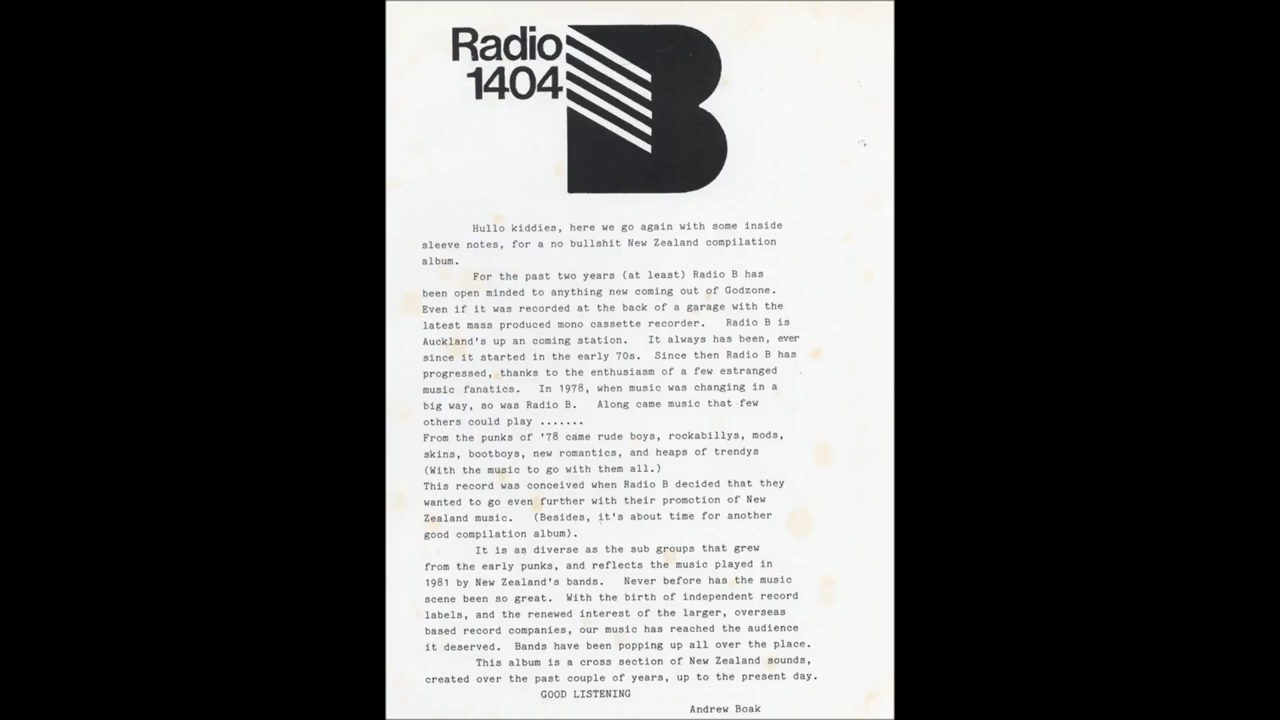 Radio
1404
B
Hullo kiddies, here we go again with some inside
sleeve notes, for a no bullshit New Zealand compilation
album.
For the past two years (at least) Radio B has
been open minded to anything new coming out of Godzone.
Even if it was recorded at the back of a garage with the
latest mass produced mono cassette recorder. Radio B is
Auckland's up an coming station. It always has been, ever
since it started in the early 70s. Since then Radio B has
progressed, thanks to the enthusiasm of a few estranged
music fanatics. In 1978, when music was changing in a
big way, so was Radio B. Along came music that few
others could play .......
From the punks of '78 came rude boys, rockabillys, mods,
skins, bootboys, new romantics, and heaps of trendys
(With the music to go with them all.)
This record was conceived when Radio B decided that they
wanted to go even further with their promotion of New
Zealand music. (Besides, it's about time for another
good compilation album).
It is as diverse as the sub groups that grew
from the early punks, and reflects the music played in
1981 by New Zealand's bands. Never before has the music
scene been so great. With the birth of independent record
labels, and the renewed interest of the larger, overseas
based record companies, our music has reached the audience
it deserved. Bands have been popping up all over the place.
This album is a cross section of New Zealand sounds,
created over the past couple of years, up to the present day.
GOOD LISTENING
Andrew Boak